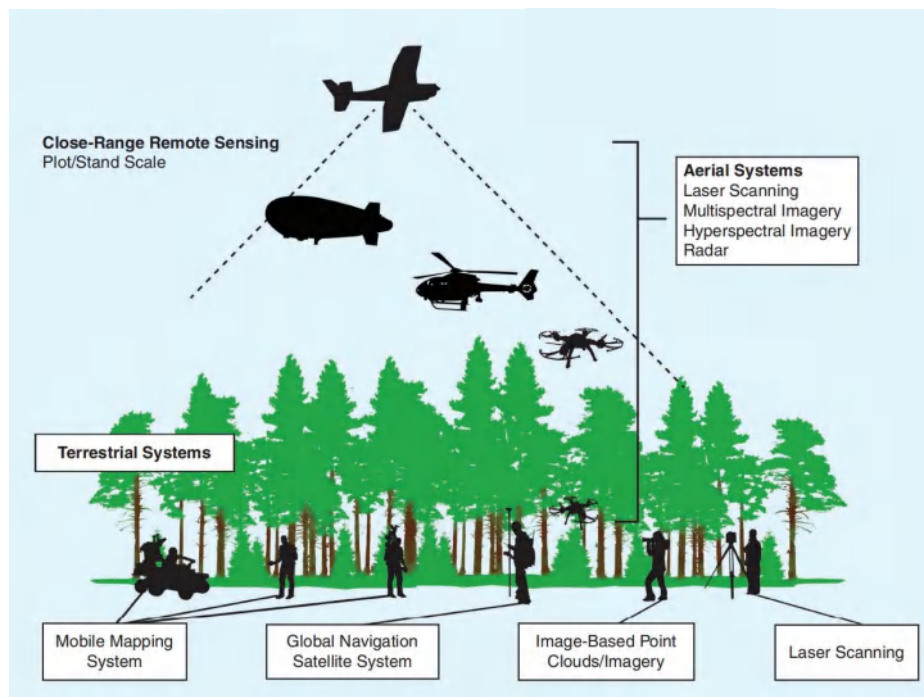 Close-Range Remote Sensing
Plot/Stand Scale
Aerial Systems
Laser Scanning
Multispectral Imagery
Hyperspectral Imagery
Radar
Terrestrial Systems
Mobile Mapping
System
Global Navigation
Satellite System
Image-Based Point
Clouds/Imagery
Laser Scanning